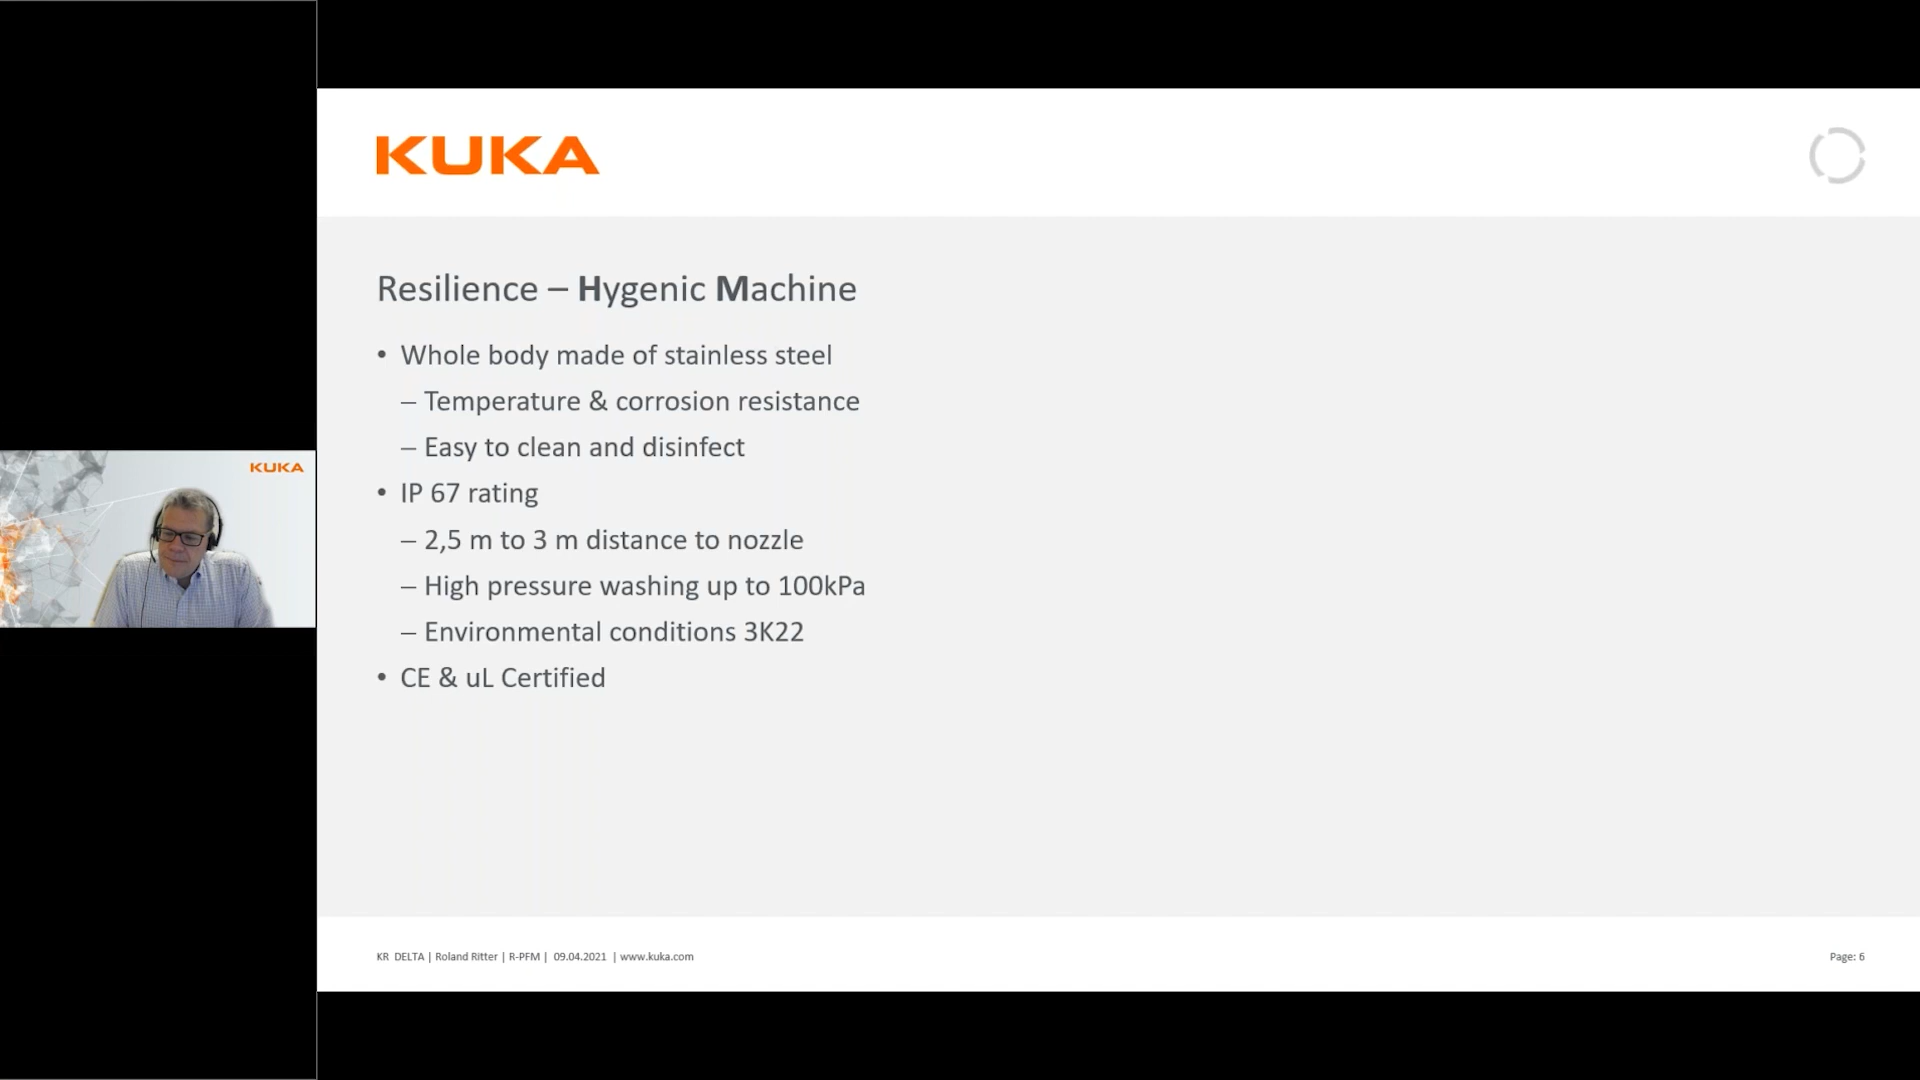 KUKA
Resilience – Hygenic Machine
• Whole body made of stainless steel
– Temperature & corrosion resistance
– Easy to clean and disinfect
• IP 67 rating
– 2,5 m to 3 m distance to nozzle
– High pressure washing up to 100kPa
– Environmental conditions 3K22
• CE & uL Certified
KUKA
KR DELTA | Roland Ritter | R-PFM | 09.04.2021 | www.kuka.com
Page: 6